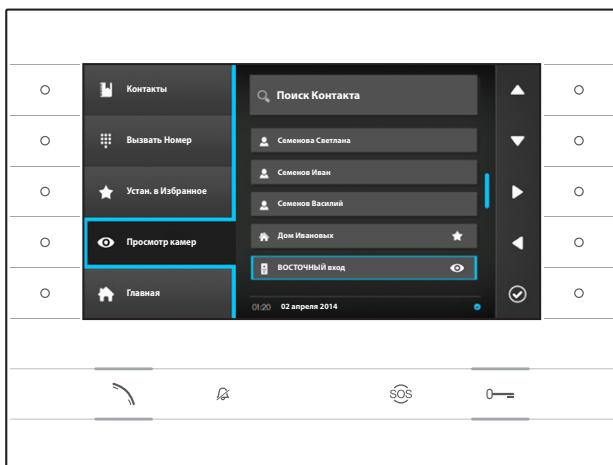 Контакты
Вызвать Номер
Устан. в Избранное
Просмотр камер
Главная
Поиск Контакта
Семенова Светлана
Семенов Иван
Семенов Василий
Дом Ивановых
ВОСТОЧНЫЙ вход
01:20 02 апреля 2014
SOS